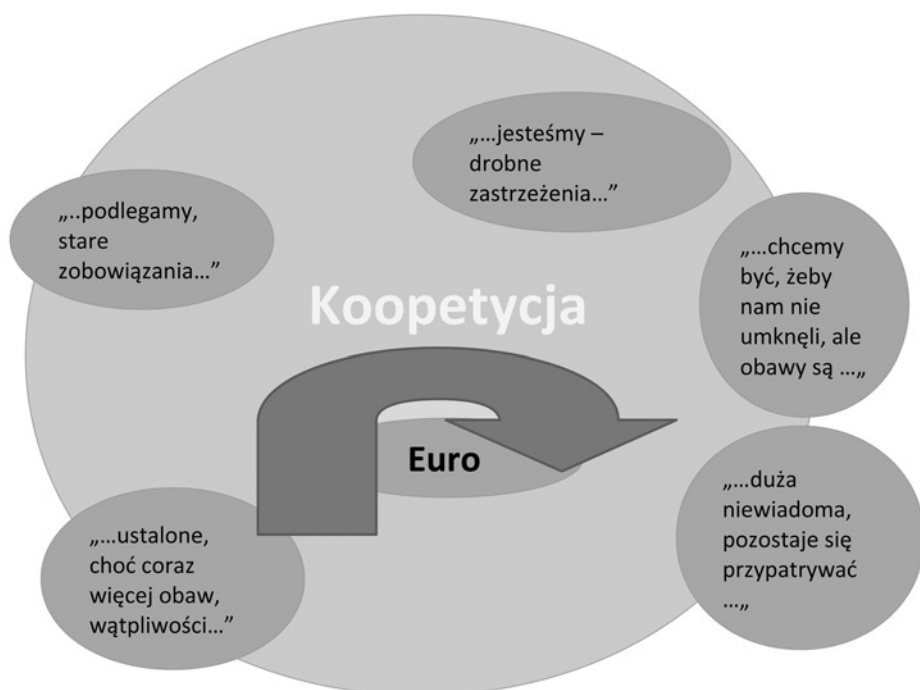 „…jesteśmy –
drobne
zastrzeżenia…”
„..podlegamy,
stare
zobowiązania…”
„…chcemy
być, żeby
nam nie
umknęli, ale
obawy są …„
Koopetycja
Euro
„…ustalone,
choć coraz
więcej obaw,
wątpliwości…”
„…duża
niewiadoma,
pozostaje się
przypatrywać
…„